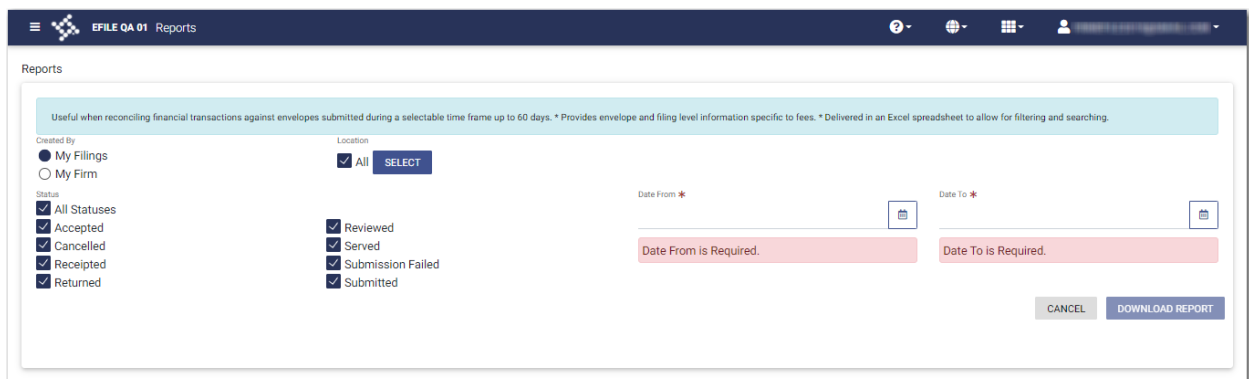 EFILE QA 01 Reports
Reports
Useful when reconciling financial transactions against envelopes submitted during a selectable time frame up to 60 days. * Provides envelope and filing level information specific to fees. * Delivered in an Excel spreadsheet to allow for filtering and searching.
Created By
Location
My Filings
All SELECT
My Firm
Status
Date From *
Date To *
All Statuses
Accepted
Reviewed
Cancelled
Served
Date From is Required.
Date To is Required.
Receipted
Submission Failed
Returned
Submitted
CANCEL DOWNLOAD REPORT